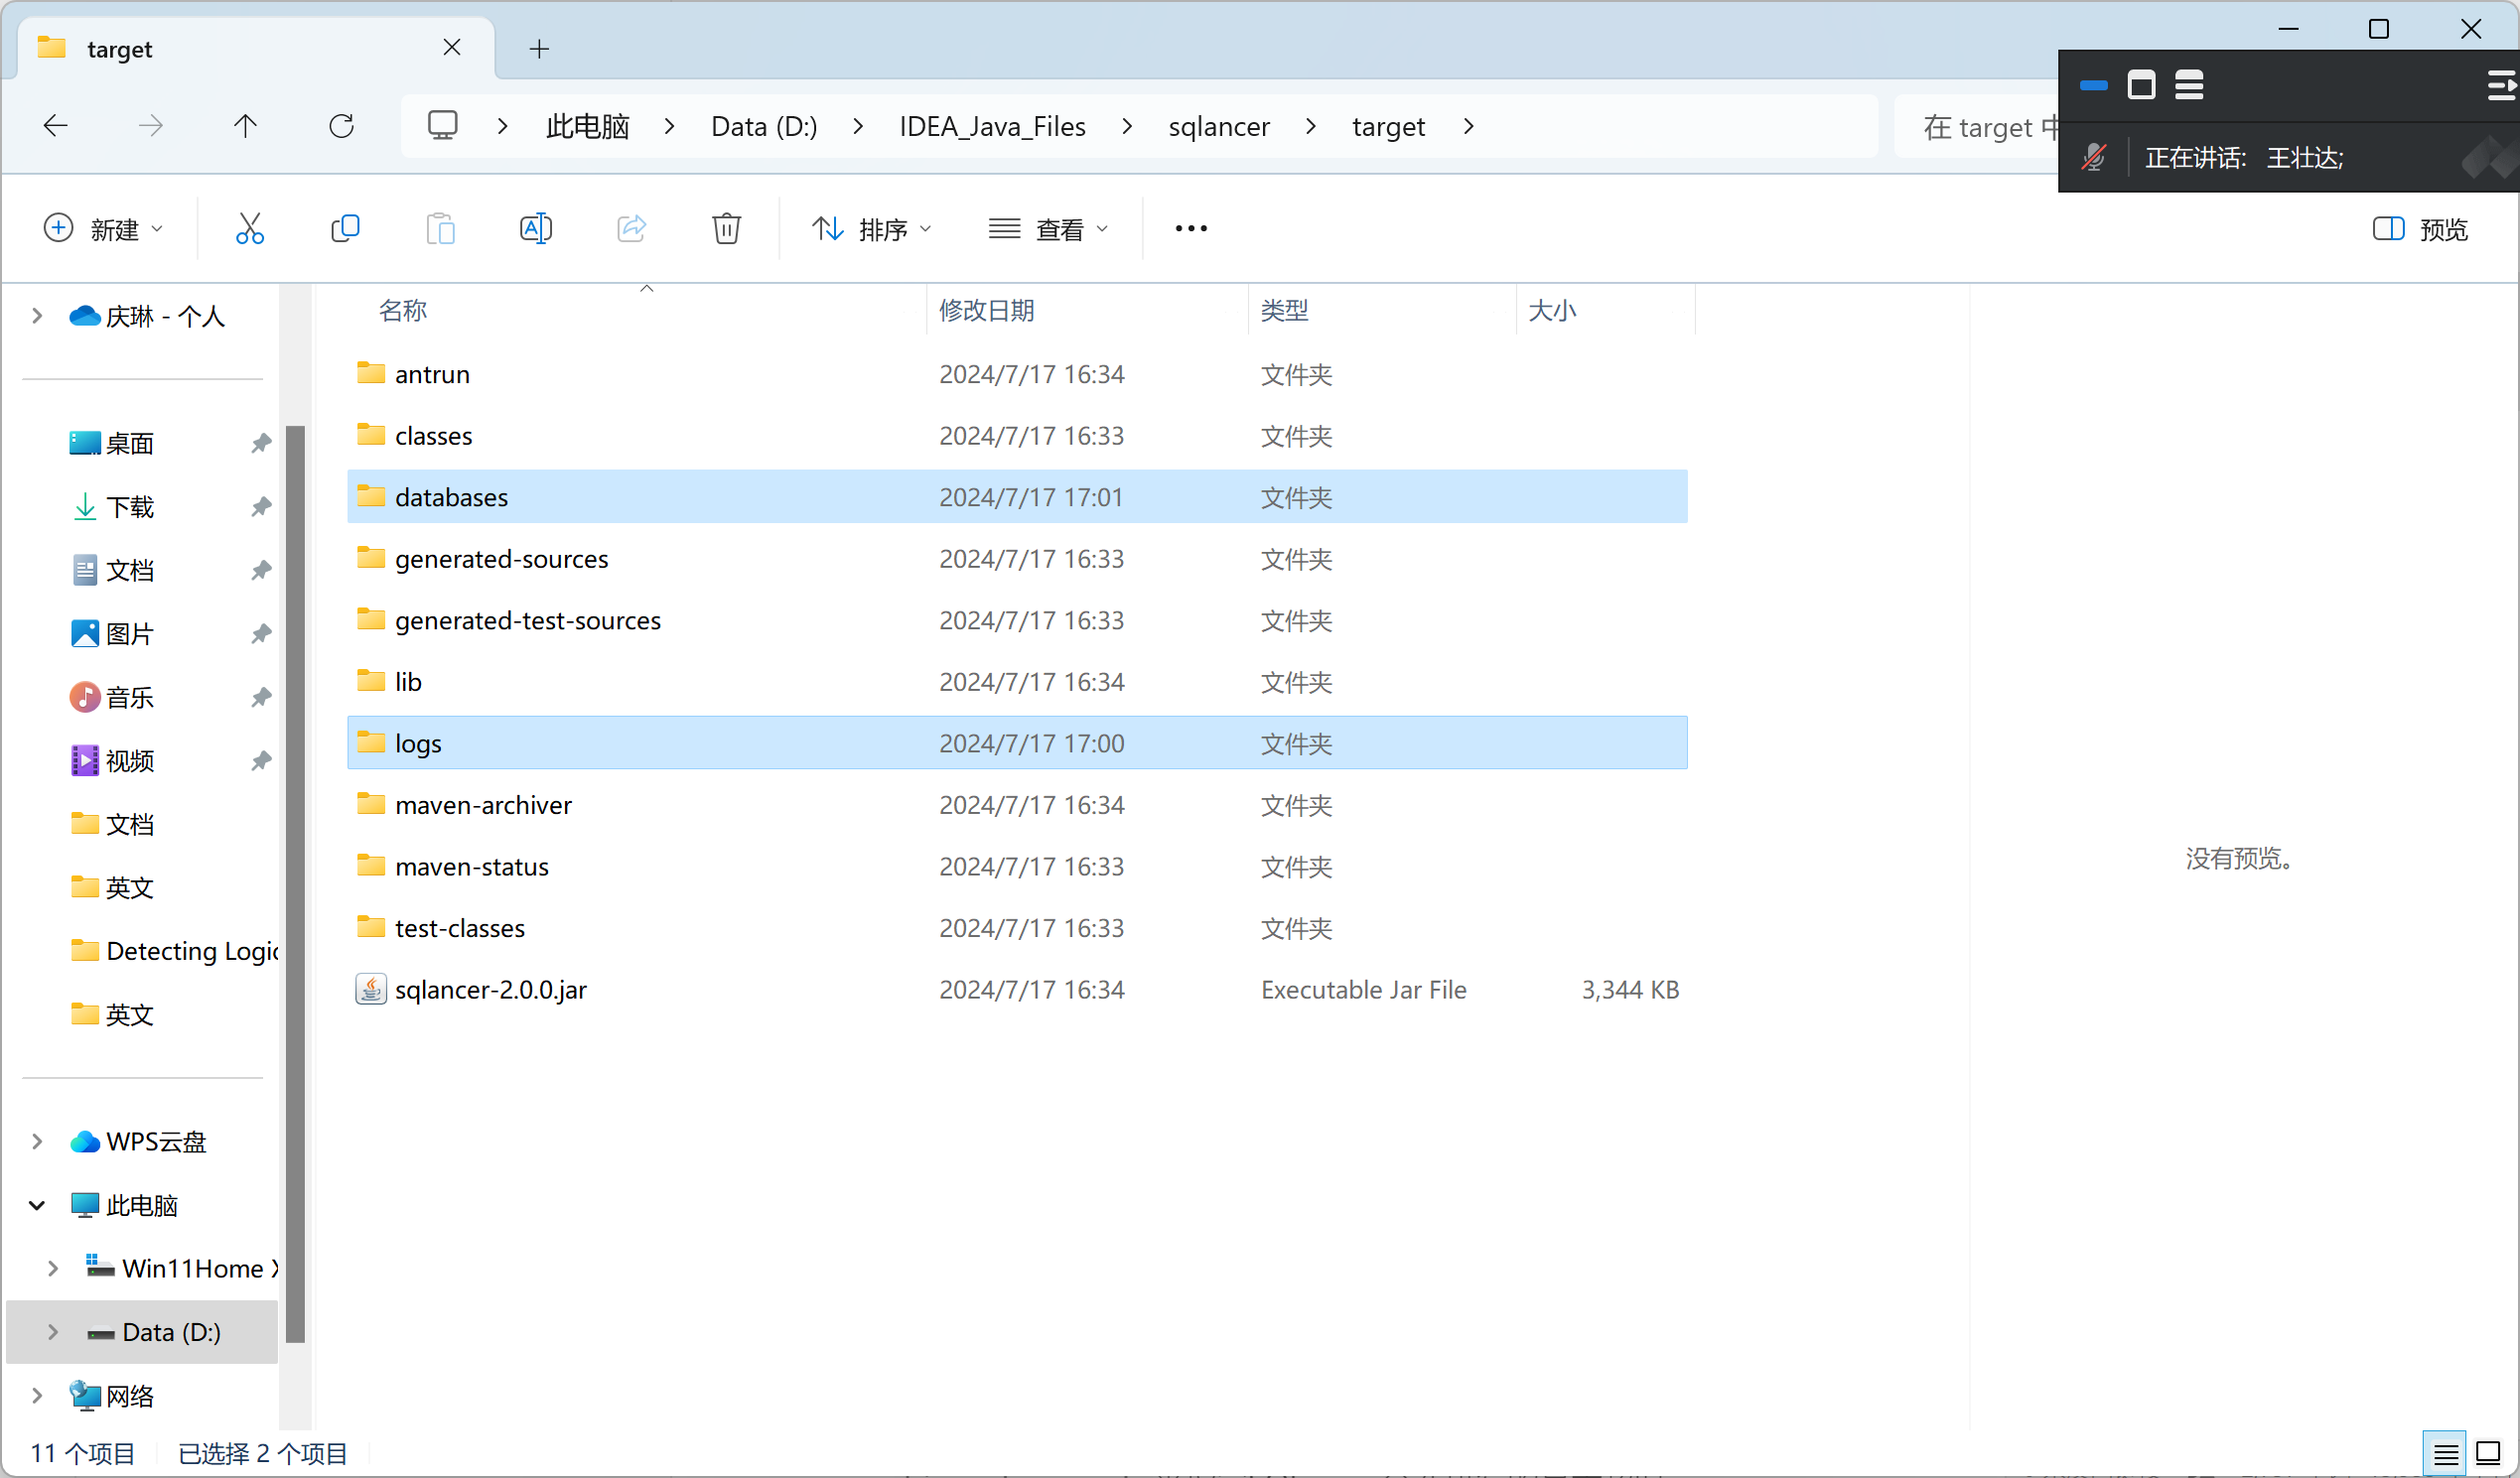 target
此电脑 Data (D:) IDEA_Java_Files sqlancer target
在 target 中
正在讲话: 王壮达;
新建 排序 查看 预览
庆琳 - 个人
桌面
下载
文档
图片
音乐
视频
文档
英文
Detecting Logic
英文
WPS云盘
此电脑
Win11Home X
Data (D:)
网络
名称 修改日期 类型 大小
antrun 2024/7/17 16:34 文件夹
classes 2024/7/17 16:33 文件夹
databases 2024/7/17 17:01 文件夹
generated-sources 2024/7/17 16:33 文件夹
generated-test-sources 2024/7/17 16:33 文件夹
lib 2024/7/17 16:34 文件夹
logs 2024/7/17 17:00 文件夹
maven-archiver 2024/7/17 16:34 文件夹
maven-status 2024/7/17 16:33 文件夹
test-classes 2024/7/17 16:33 文件夹
sqlancer-2.0.0.jar 2024/7/17 16:34 Executable Jar File 3,344 KB
没有预览。
11 个项目 已选择 2 个项目